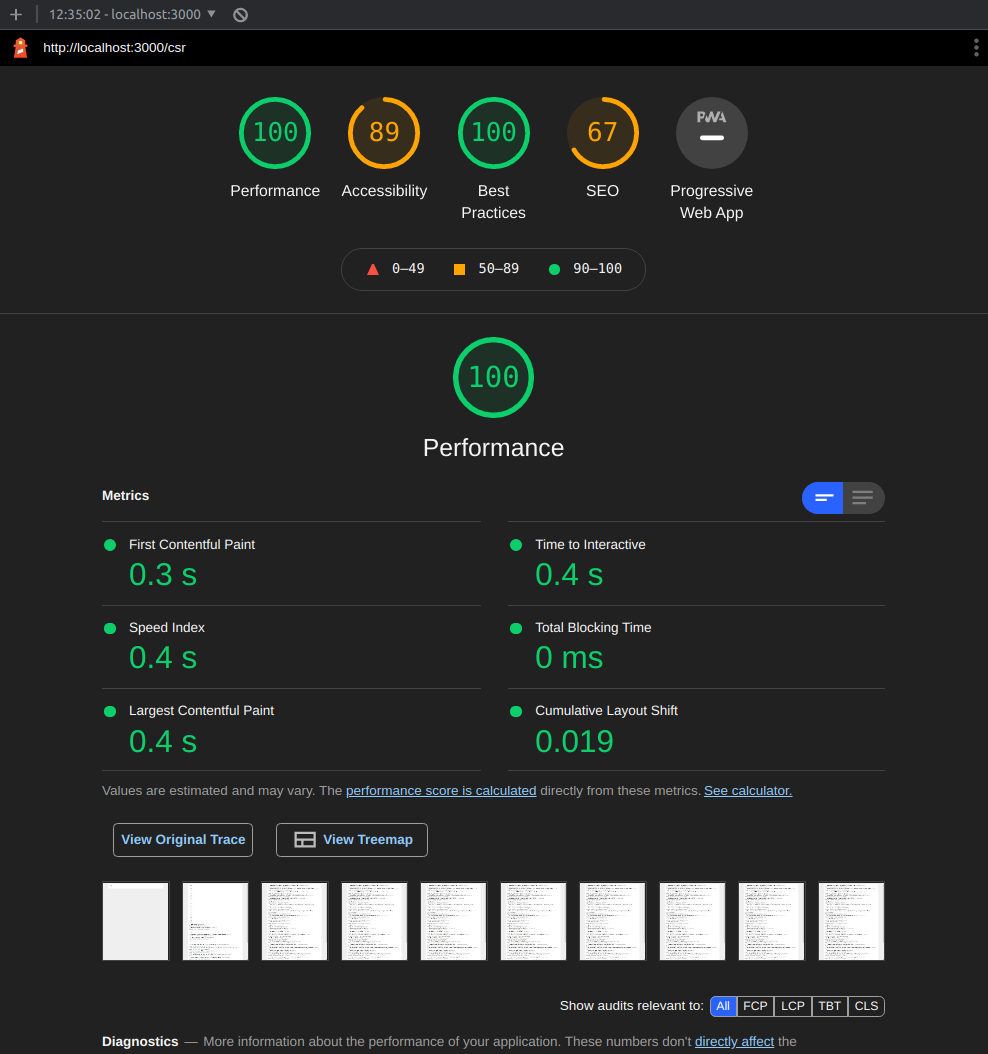 12:35:02 - localhost:3000
http://localhost:3000/csr
100 89 100 67 PWA
Performance Accessibility Best Practices SEO Progressive Web App
0–49 50–89 90–100
100
Performance
Metrics
First Contentful Paint
0.3 s
Time to Interactive
0.4 s
Speed Index
0.4 s
Total Blocking Time
0 ms
Largest Contentful Paint
0.4 s
Cumulative Layout Shift
0.019
Values are estimated and may vary. The performance score is calculated directly from these metrics. See calculator.
View Original Trace View Treemap
Show audits relevant to: All FCP LCP TBT CLS
Diagnostics — More information about the performance of your application. These numbers don't directly affect the